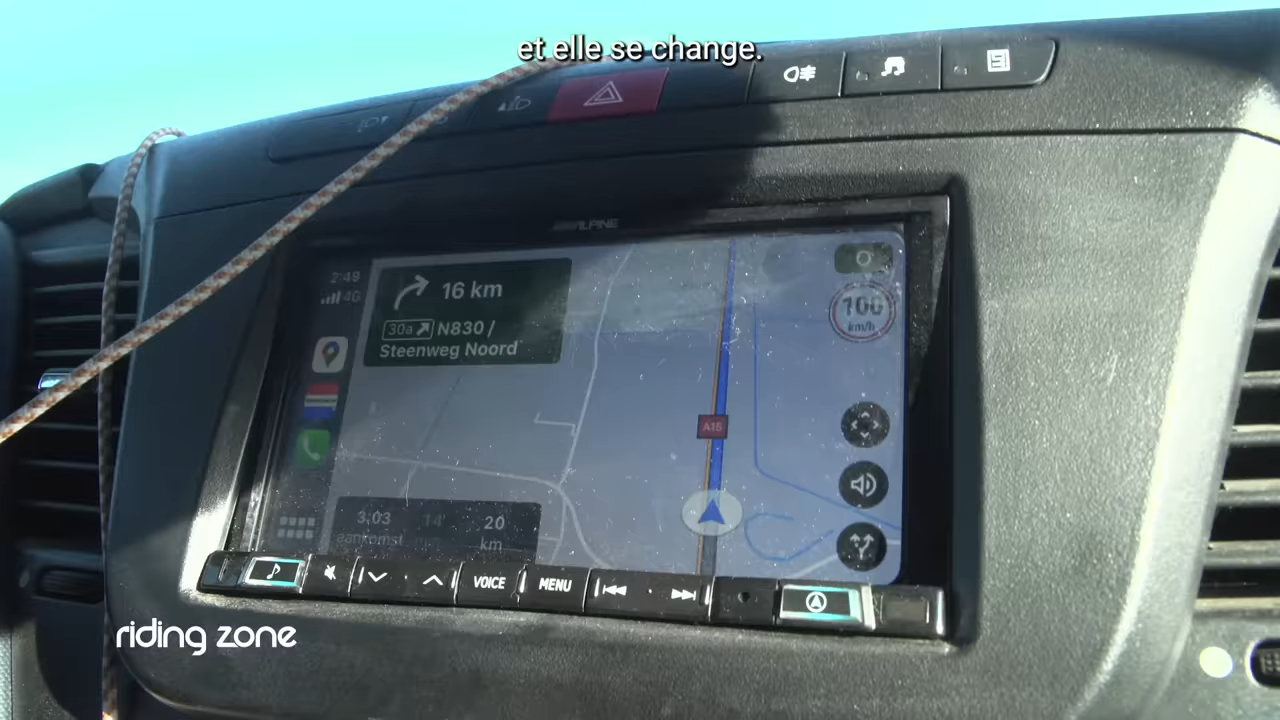 et elle se change.
ALPINE
2:49
4G
16 km
30a N830 /
Steenweg Noord
100
km/h
A15
3:03 14 20
aankomst km
VOICE MENU
riding zone